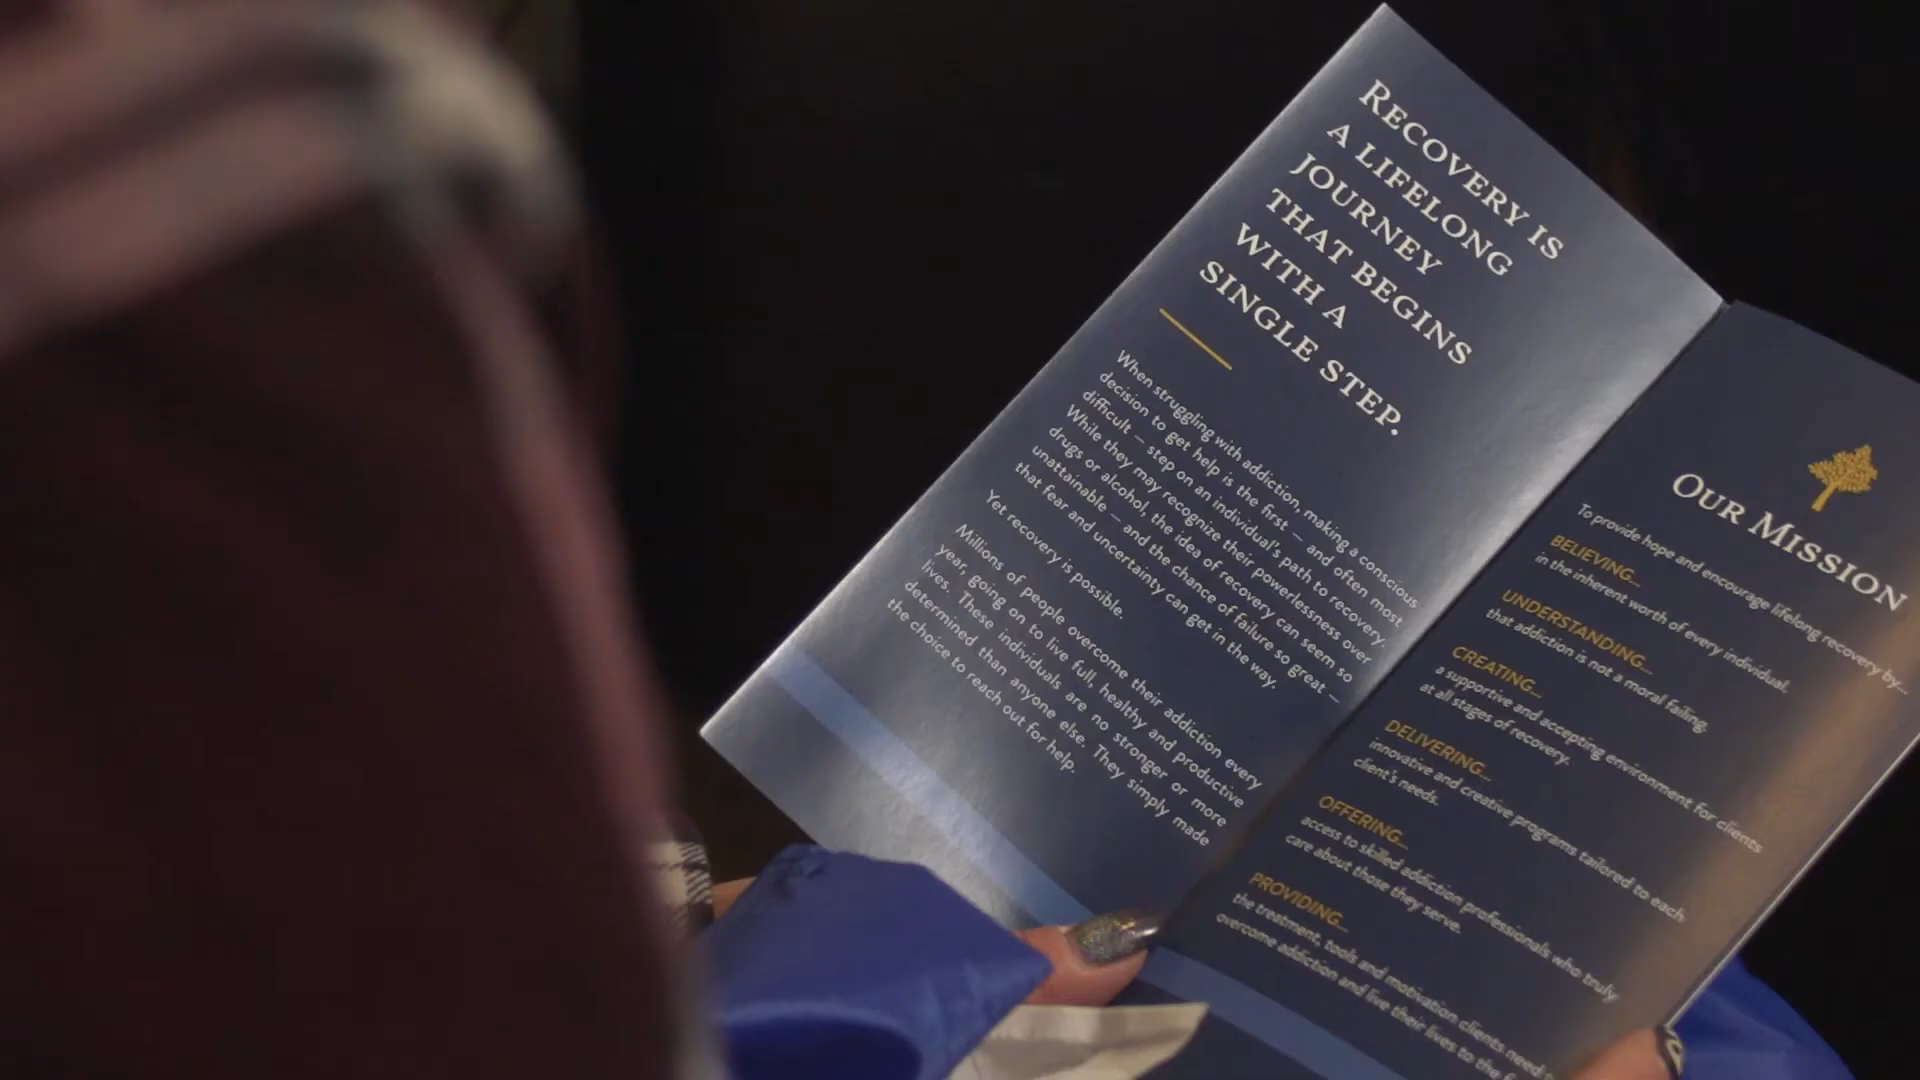 RECOVERY IS
A LIFELONG
JOURNEY
THAT BEGINS
WITH A
SINGLE STEP.
When struggling with addiction, making a conscious
decision to get help is the first – and often most
difficult – step on an individual's path to recovery.
While they may recognize their powerlessness over
drugs or alcohol, the idea of recovery can seem so
unattainable – and the chance of failure so great –
that fear and uncertainty can get in the way.
Yet recovery is possible.
Millions of people overcome their addiction every
year, going on to live full, healthy and productive
lives. These individuals are no stronger or more
determined than anyone else. They simply made
the choice to reach out for help.
OUR MISSION
To provide hope and encourage lifelong recovery by...
BELIEVING...
in the inherent worth of every individual.
UNDERSTANDING...
that addiction is not a moral failing.
CREATING...
a supportive and accepting environment for clients
at all stages of recovery.
DELIVERING...
innovative and creative programs tailored to each
client's needs.
OFFERING...
access to skilled addiction professionals who truly
care about those they serve.
PROVIDING...
the treatment, tools and motivation clients need
overcome addiction and live their lives to the